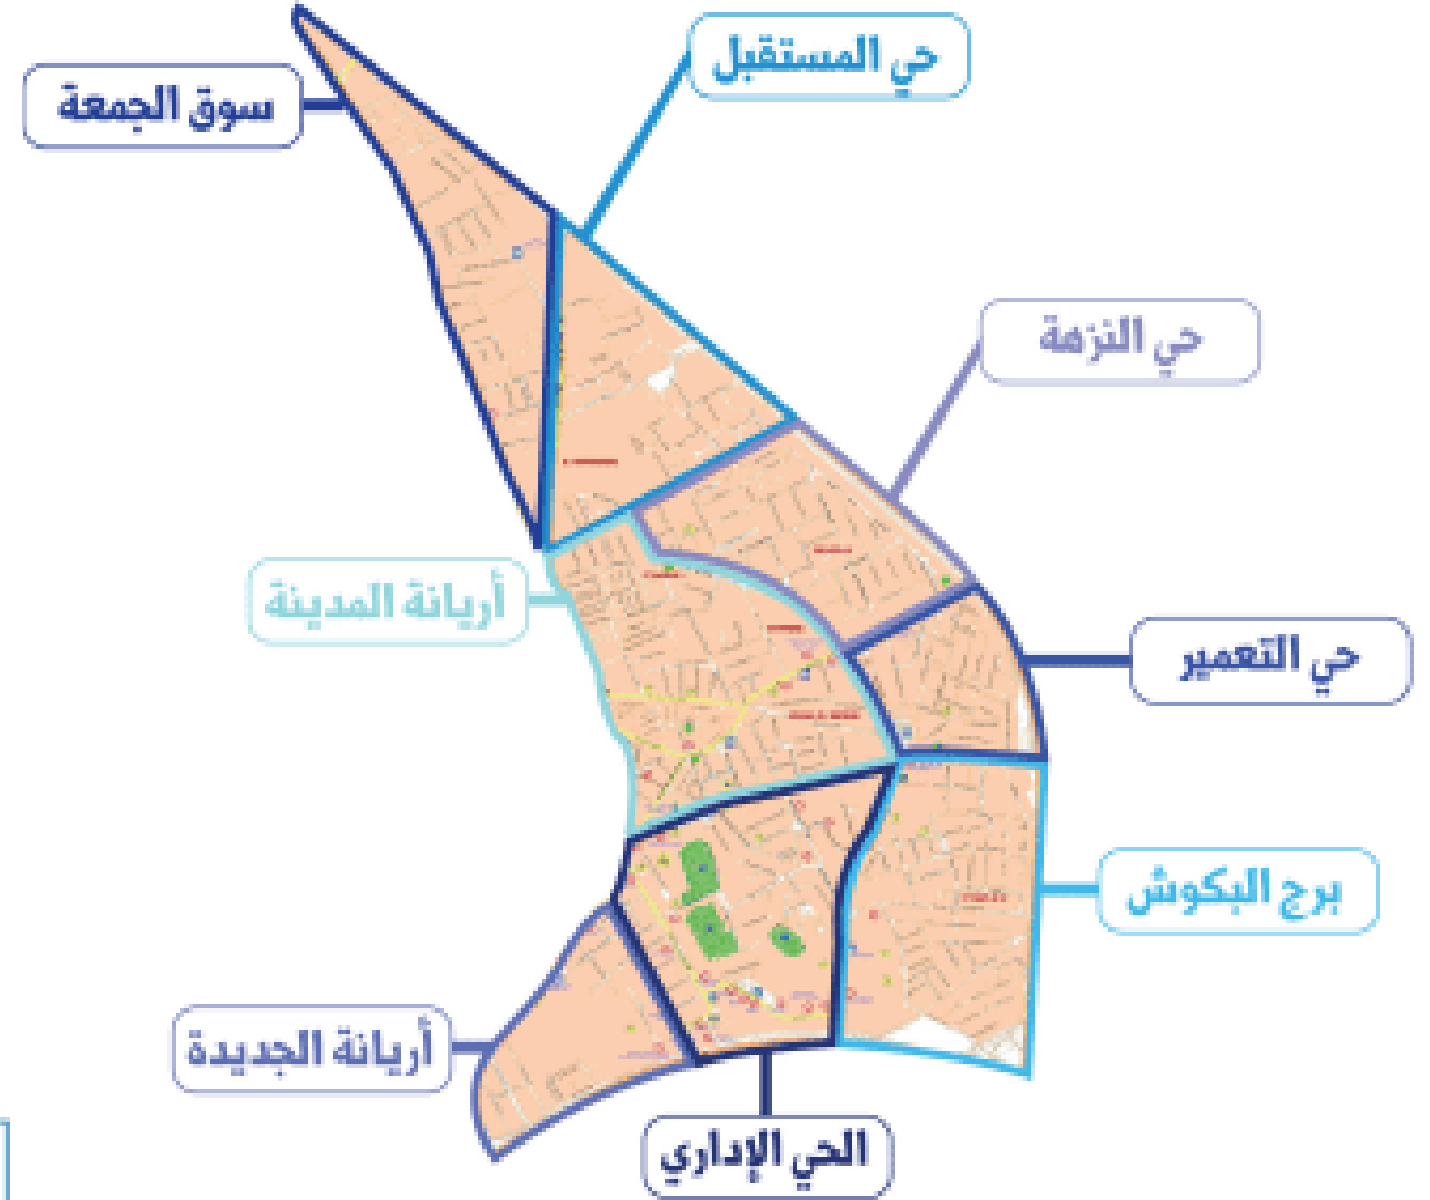 حي المستقبل
سوق الجمعة
حي النزهة
أريانة المدينة
حي التعمير
برج البكوش
أريانة الجديدة
الحي الإداري